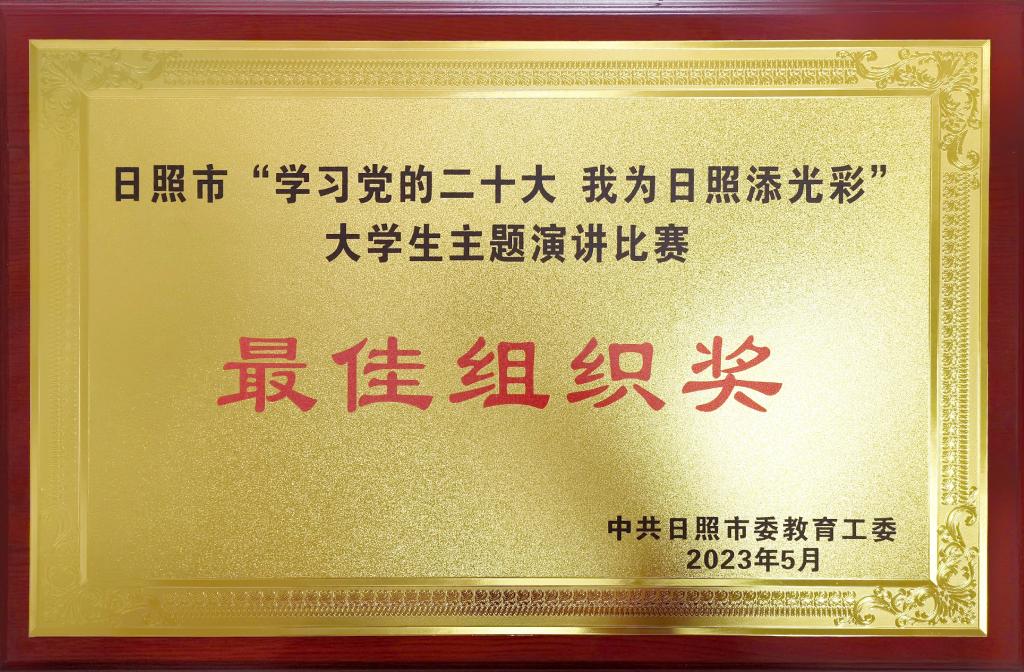 日照市“学习党的二十大 我为日照添光彩”
大学生主题演讲比赛
最佳组织奖
中共日照市委教育工委
2023年5月